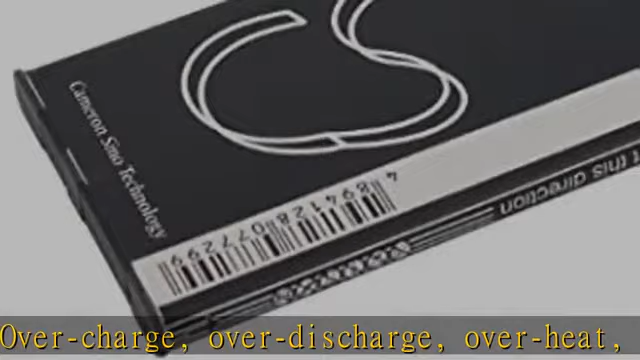 Cameron Sino Technology
4 894128 077299
t this direction
Over-charge, over-discharge, over-heat,